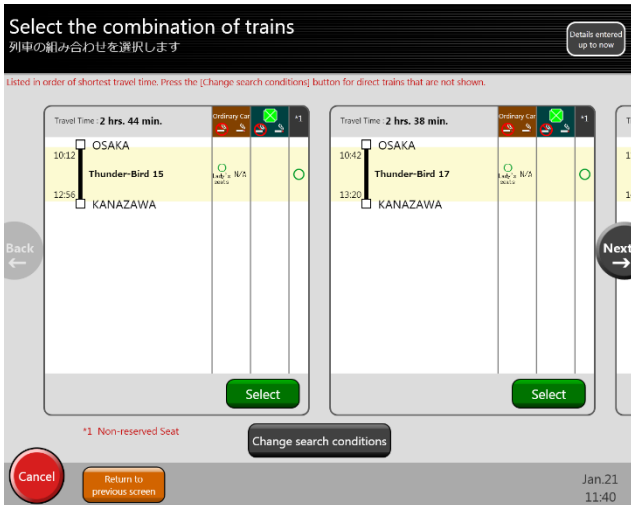 Select the combination of trains
列車の組み合わせを選択します
Details entered
up to now
Listed in order of shortest travel time. Press the [Change search conditions] button for direct trains that are not shown.
Travel Time : 2 hrs. 44 min.
Ordinary Car
*1
10:12
OSAKA
Thunder-Bird 15
Lady's seats
N/A
12:56
KANAZAWA
Select
Travel Time : 2 hrs. 38 min.
Ordinary Car
*1
10:42
OSAKA
Thunder-Bird 17
Lady's seats
N/A
13:20
KANAZAWA
Select
Back
Next
*1 Non-reserved Seat
Change search conditions
Cancel
Return to
previous screen
Jan.21
11:40